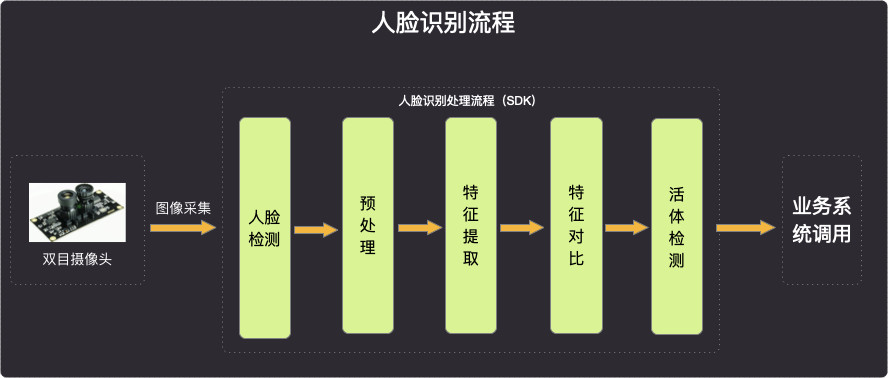 人脸识别流程
人脸识别处理流程（SDK）
双目摄像头
图像采集
人脸
检测
预
处
理
特
征
提
取
特
征
对
比
活
体
检
测
业务系
统调用